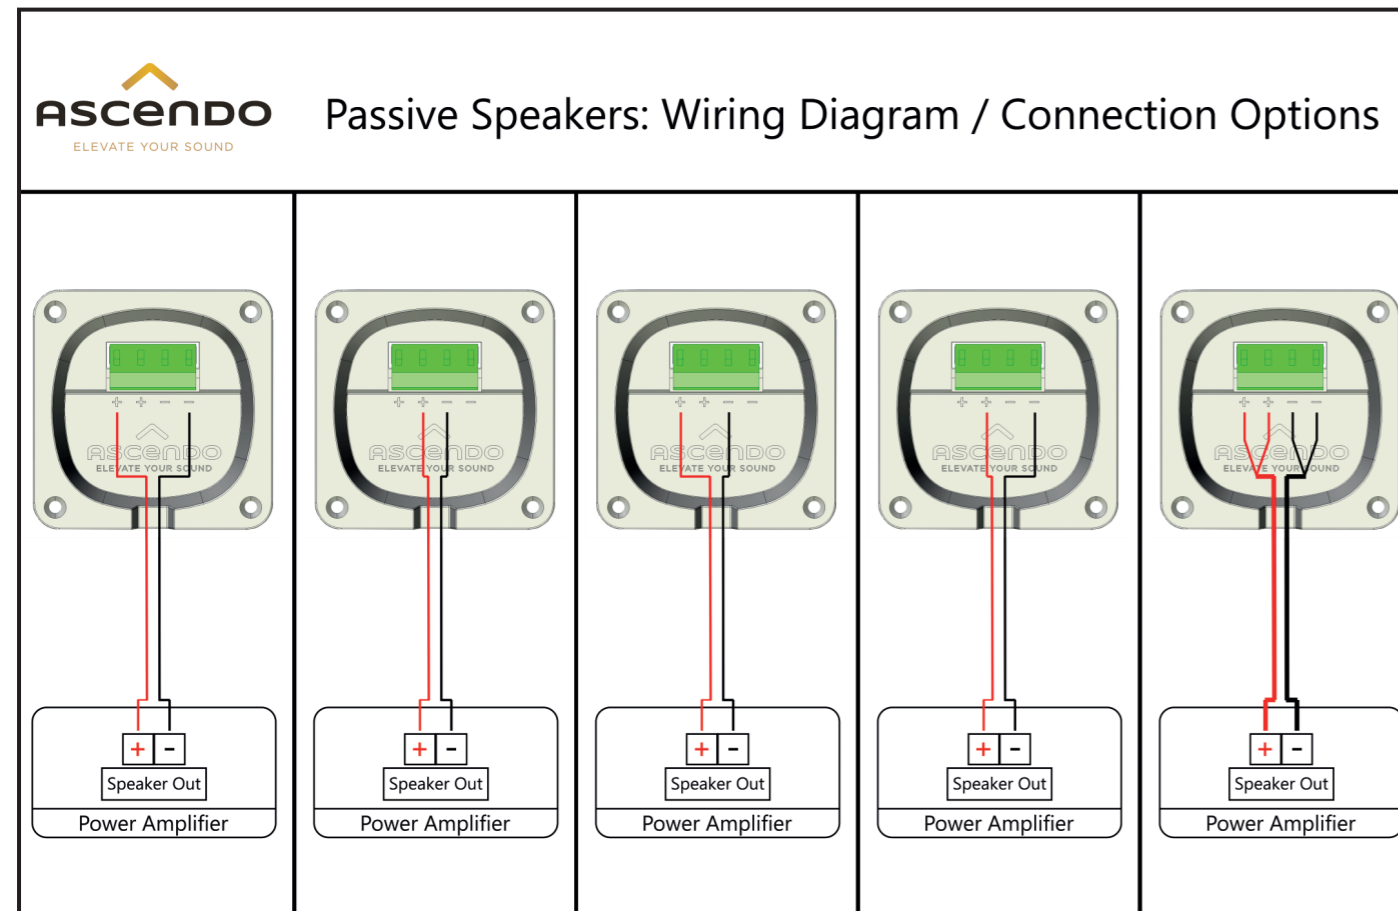 ASCENDO
ELEVATE YOUR SOUND
Passive Speakers: Wiring Diagram / Connection Options
+ + − −
ASCENDO
ELEVATE YOUR SOUND
+ -
Speaker Out
Power Amplifier
+ + − −
ASCENDO
ELEVATE YOUR SOUND
+ -
Speaker Out
Power Amplifier
+ + − −
ASCENDO
ELEVATE YOUR SOUND
+ -
Speaker Out
Power Amplifier
+ + − −
ASCENDO
ELEVATE YOUR SOUND
+ -
Speaker Out
Power Amplifier
+ + − −
ASCENDO
ELEVATE YOUR SOUND
+ -
Speaker Out
Power Amplifier